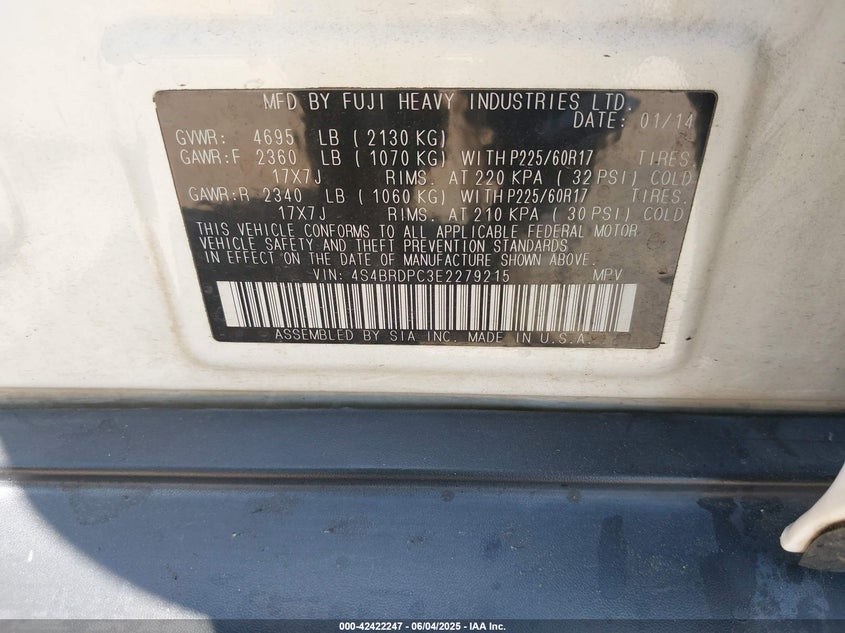 MFD BY FUJI HEAVY INDUSTRIES LTD.
DATE: 01/14
GVWR: 4695 LB (2130 KG)
GAWR:F 2360 LB (1070 KG) WITH P225/60R17 TIRES.
17X7J RIMS. AT 220 KPA (32 PSI) COLD
GAWR:R 2340 LB (1060 KG) WITH P225/60R17 TIRES.
17X7J RIMS. AT 210 KPA (30 PSI) COLD
THIS VEHICLE CONFORMS TO ALL APPLICABLE FEDERAL MOTOR
VEHICLE SAFETY AND THEFT PREVENTION STANDARDS
IN EFFECT ON THE DATE OF MANUFACTURE SHOWN ABOVE.
VIN: 4S4BRDPC3E2279215 MPV
ASSEMBLED BY SIA INC. MADE IN U.S.A.
000-42422247 - 06/04/2025 - IAA Inc.